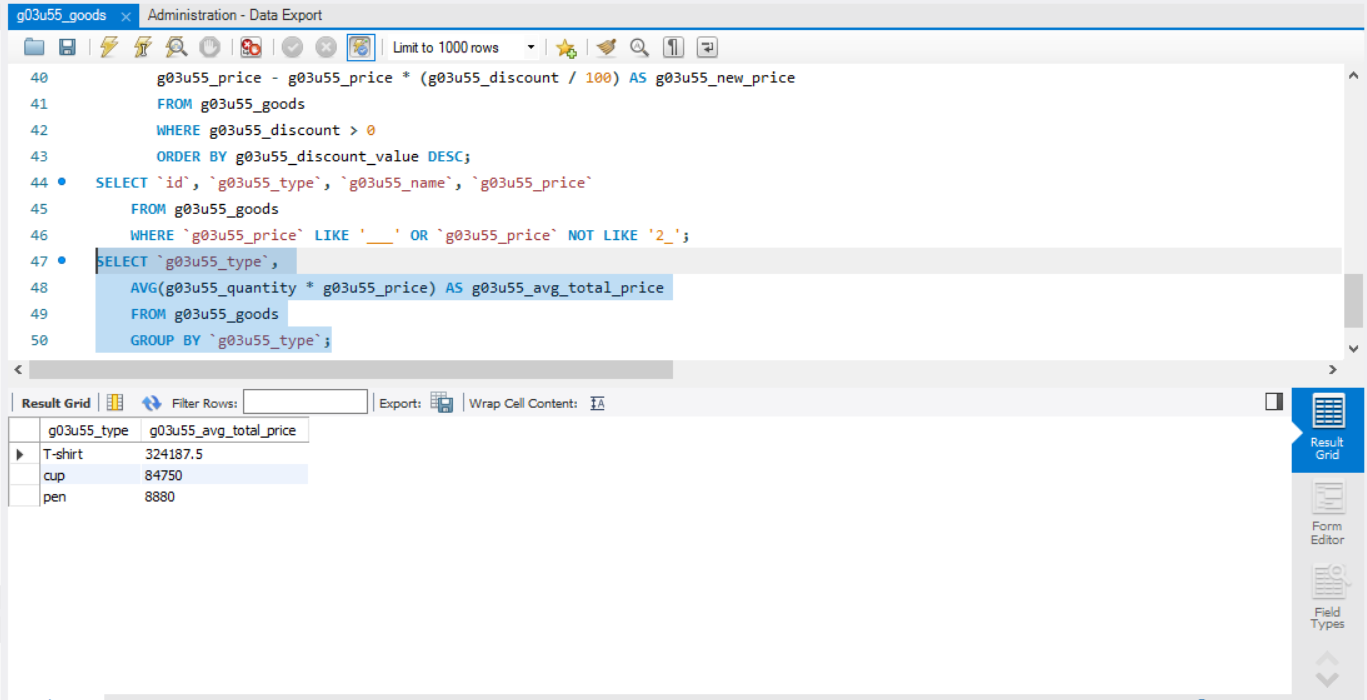 g03u55_goods × Administration - Data Export
Limit to 1000 rows
40 g03u55_price - g03u55_price * (g03u55_discount / 100) AS g03u55_new_price
41 FROM g03u55_goods
42 WHERE g03u55_discount > 0
43 ORDER BY g03u55_discount_value DESC;
44 SELECT `id`, `g03u55_type`, `g03u55_name`, `g03u55_price`
45 FROM g03u55_goods
46 WHERE `g03u55_price` LIKE '___' OR `g03u55_price` NOT LIKE '2_';
47 SELECT `g03u55_type`,
48 AVG(g03u55_quantity * g03u55_price) AS g03u55_avg_total_price
49 FROM g03u55_goods
50 GROUP BY `g03u55_type`;
Result Grid Filter Rows: Export: Wrap Cell Content: IA
g03u55_type g03u55_avg_total_price
T-shirt 324187.5
cup 84750
pen 8880
Result
Grid
Form
Editor
Field
Types